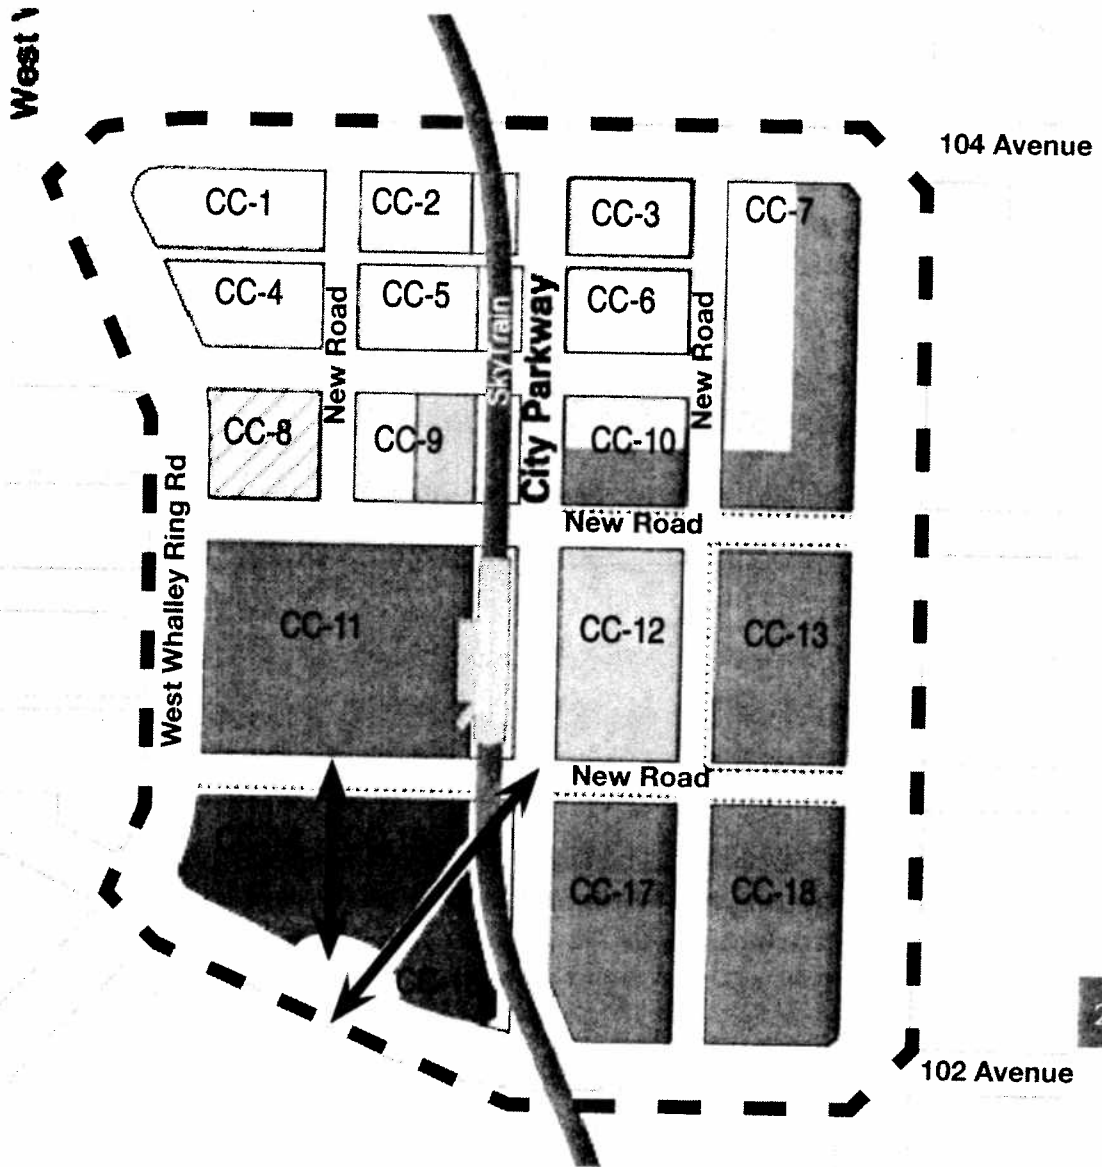 West
104 Avenue
CC-1
CC-2
CC-3
CC-7
CC-4
CC-5
CC-6
New Road
SkyTrain
City Parkway
New Road
CC-8
CC-9
CC-10
West Whalley Ring Rd
New Road
CC-11
CC-12
CC-13
New Road
CC-17
CC-18
2
102 Avenue